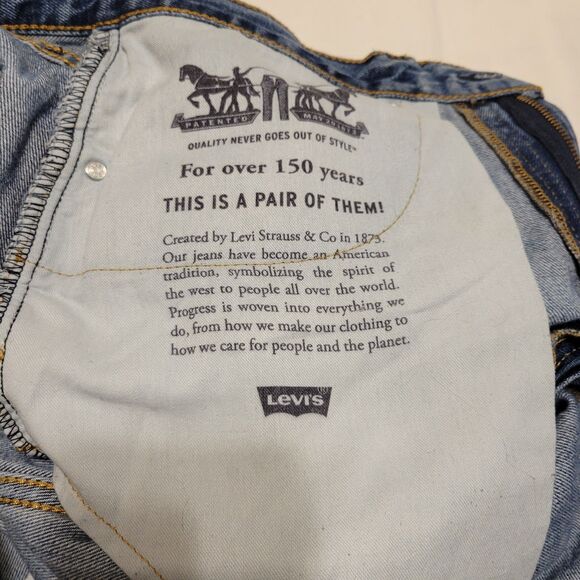 PATENTED MAY 20 1873
QUALITY NEVER GOES OUT OF STYLE™
For over 150 years
THIS IS A PAIR OF THEM!
Created by Levi Strauss & Co in 1873.
Our jeans have become an American
tradition, symbolizing the spirit of
the west to people all over the world.
Progress is woven into everything we
do, from how we make our clothing to
how we care for people and the planet.
LEVI'S